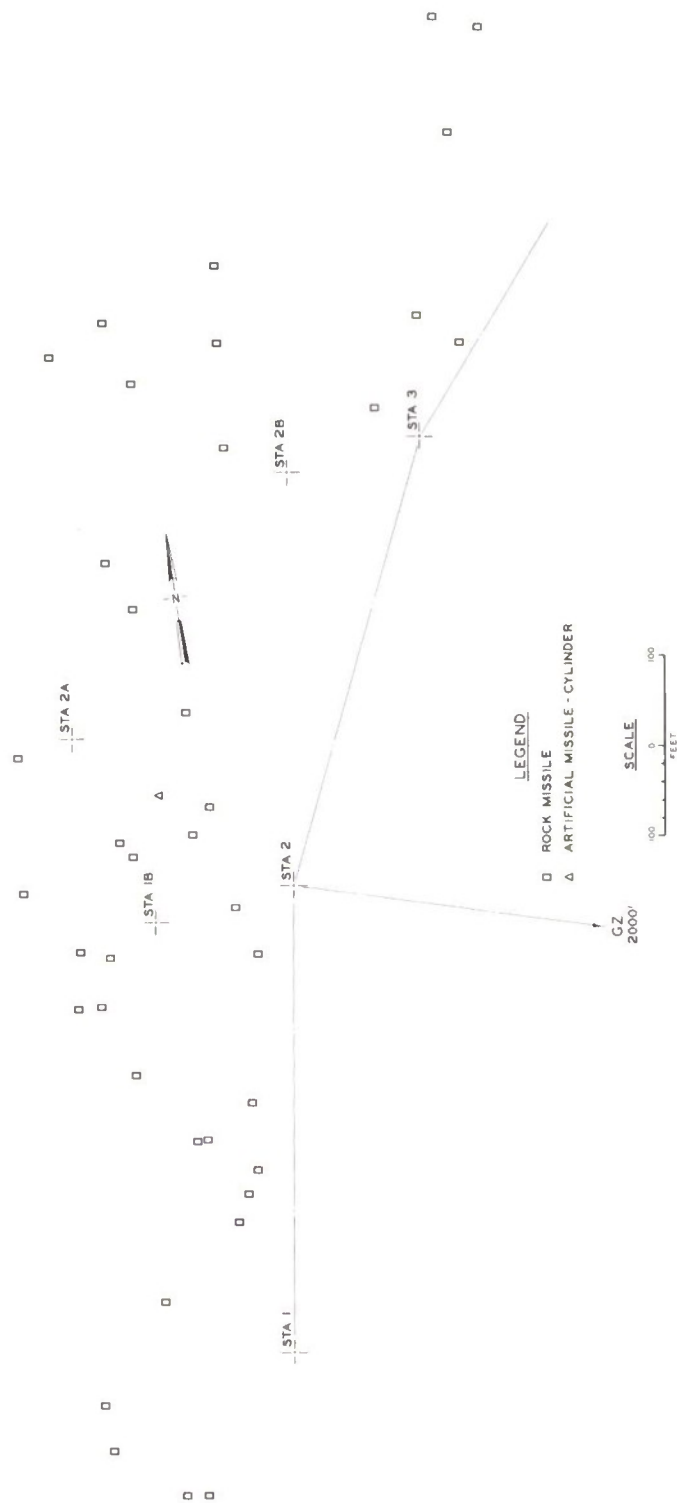 STA 3
STA 2B
STA 2A
N
STA 1B
STA 2
STA 1
GZ
2000'
LEGEND
ROCK MISSILE
ARTIFICIAL MISSILE - CYLINDER
SCALE
100 0 100
FEET